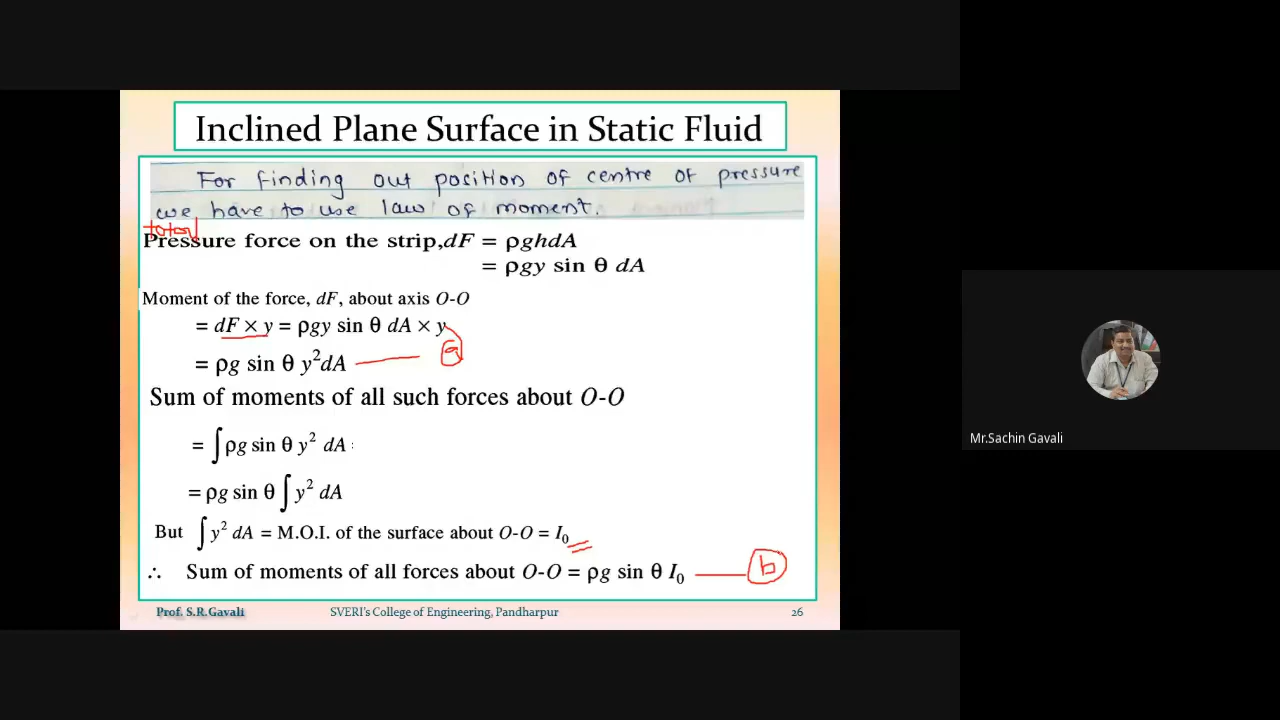 Inclined Plane Surface in Static Fluid
For finding out position of centre of pressure
we have to use law of moment.
total
Pressure force on the strip, dF = ρghdA
= ρgy sin θ dA
Moment of the force, dF, about axis O-O
= dF × y = ρgy sin θ dA × y
= ρg sin θ y²dA
a
Sum of moments of all such forces about O-O
= ∫ρg sin θ y² dA
= ρg sin θ ∫ y² dA
But ∫ y² dA = M.O.I. of the surface about O-O = I₀
∴ Sum of moments of all forces about O-O = ρg sin θ I₀ b
Prof. S.R.Gavali SVERI's College of Engineering, Pandharpur 26
Mr.Sachin Gavali